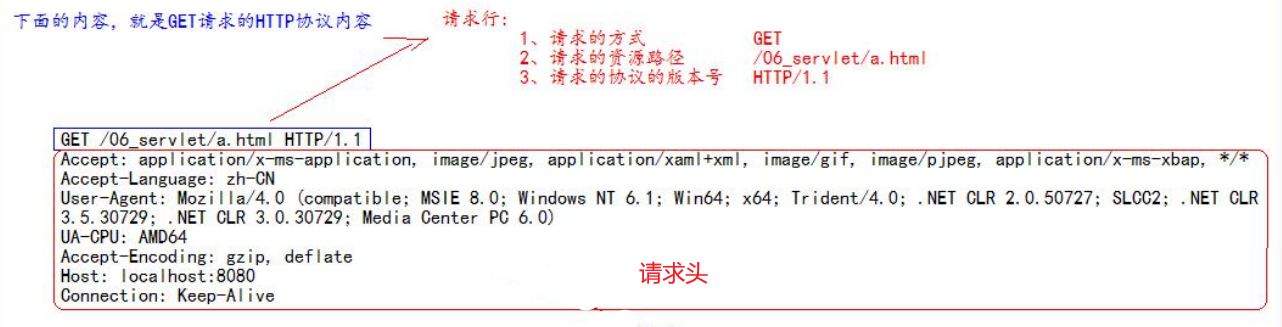 下面的内容，就是GET请求的HTTP协议内容
请求行：
1、请求的方式 GET
2、请求的资源路径 /06_servlet/a.html
3、请求的协议的版本号 HTTP/1.1
GET /06_servlet/a.html HTTP/1.1
Accept: application/x-ms-application, image/jpeg, application/xaml+xml, image/gif, image/pjpeg, application/x-ms-xbap, */*
Accept-Language: zh-CN
User-Agent: Mozilla/4.0 (compatible; MSIE 8.0; Windows NT 6.1; Win64; x64; Trident/4.0; .NET CLR 2.0.50727; SLCC2; .NET CLR
3.5.30729; .NET CLR 3.0.30729; Media Center PC 6.0)
UA-CPU: AMD64
Accept-Encoding: gzip, deflate
Host: localhost:8080
请求头
Connection: Keep-Alive